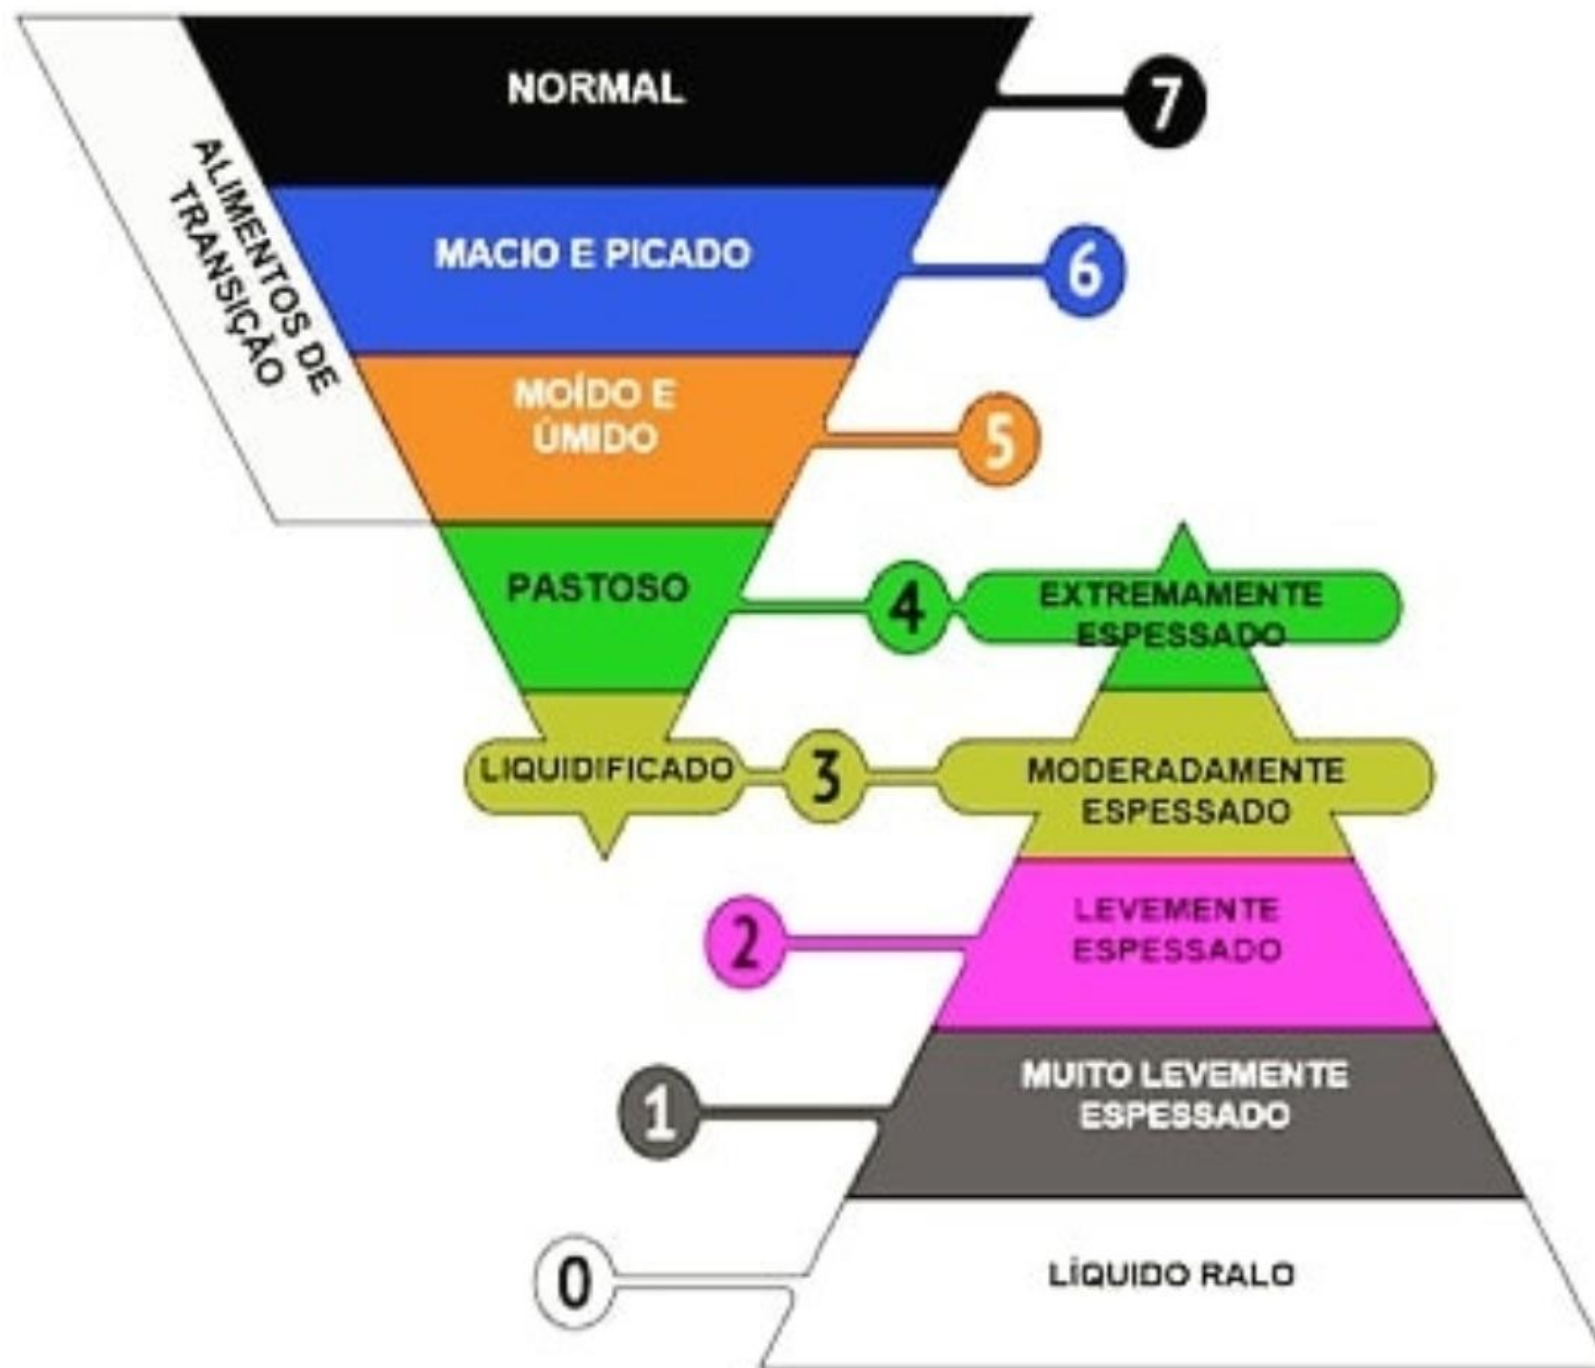 NORMAL
7
ALIMENTOS DE
TRANSIÇÃO
MACIO E PICADO
6
MOÍDO E
ÚMIDO
5
PASTOSO
4
EXTREMAMENTE
ESPESSADO
LIQUIDIFICADO
3
MODERADAMENTE
ESPESSADO
2
LEVEMENTE
ESPESSADO
1
MUITO LEVEMENTE
ESPESSADO
0
LÍQUIDO RALO